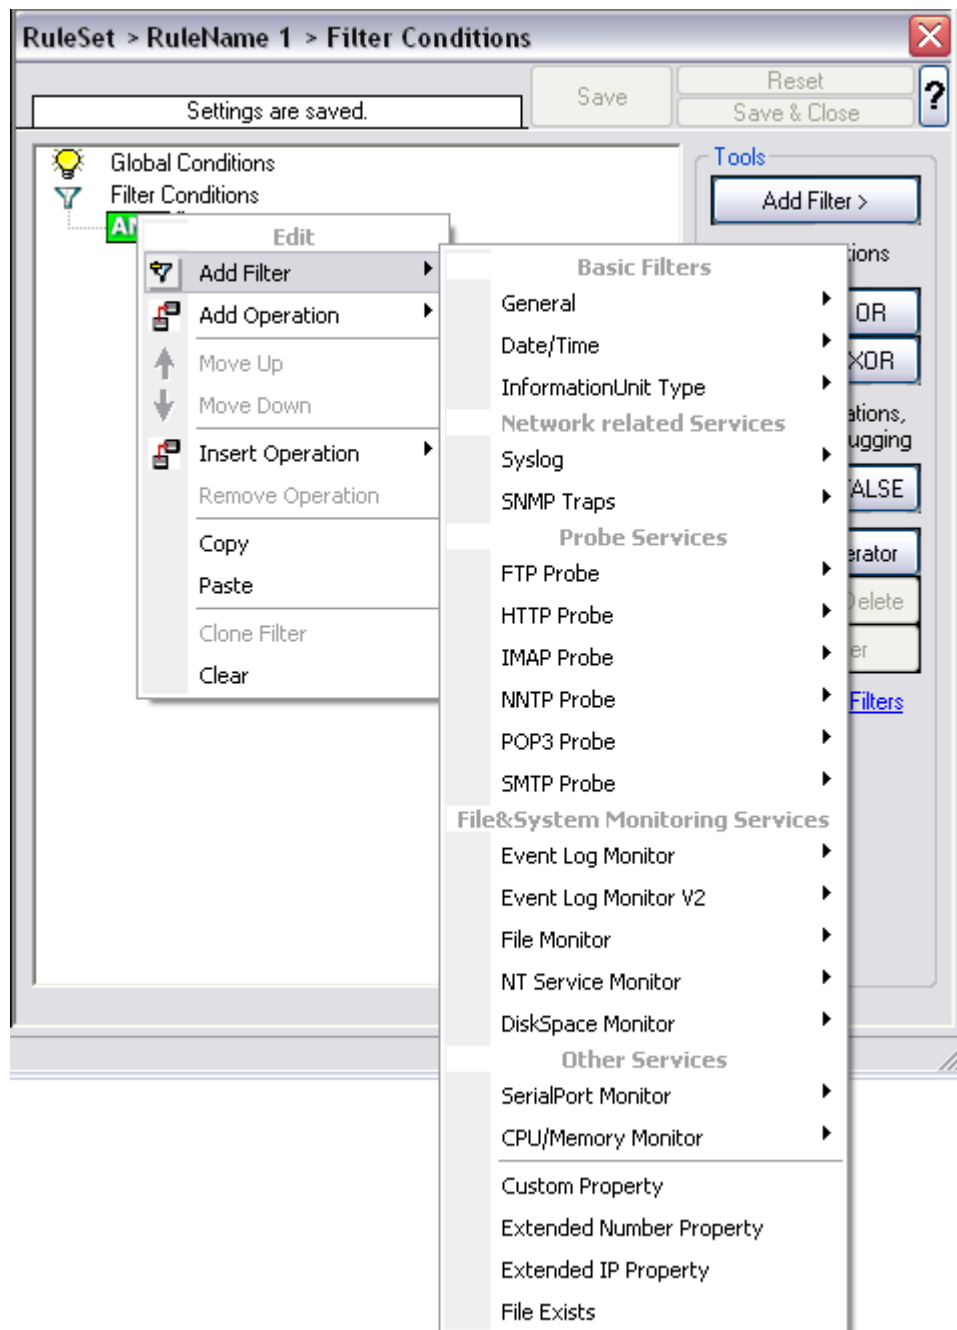 RuleSet > RuleName 1 > Filter Conditions
Settings are saved.
Save
Reset
Save & Close
?
Global Conditions
Filter Conditions
Tools
Add Filter >
OR
XOR
Filters
Edit
Add Filter
Add Operation
Move Up
Move Down
Insert Operation
Remove Operation
Copy
Paste
Clone Filter
Clear
Basic Filters
General
Date/Time
InformationUnit Type
Network related Services
Syslog
SNMP Traps
Probe Services
FTP Probe
HTTP Probe
IMAP Probe
NNTP Probe
POP3 Probe
SMTP Probe
File&System Monitoring Services
Event Log Monitor
Event Log Monitor V2
File Monitor
NT Service Monitor
DiskSpace Monitor
Other Services
SerialPort Monitor
CPU/Memory Monitor
Custom Property
Extended Number Property
Extended IP Property
File Exists